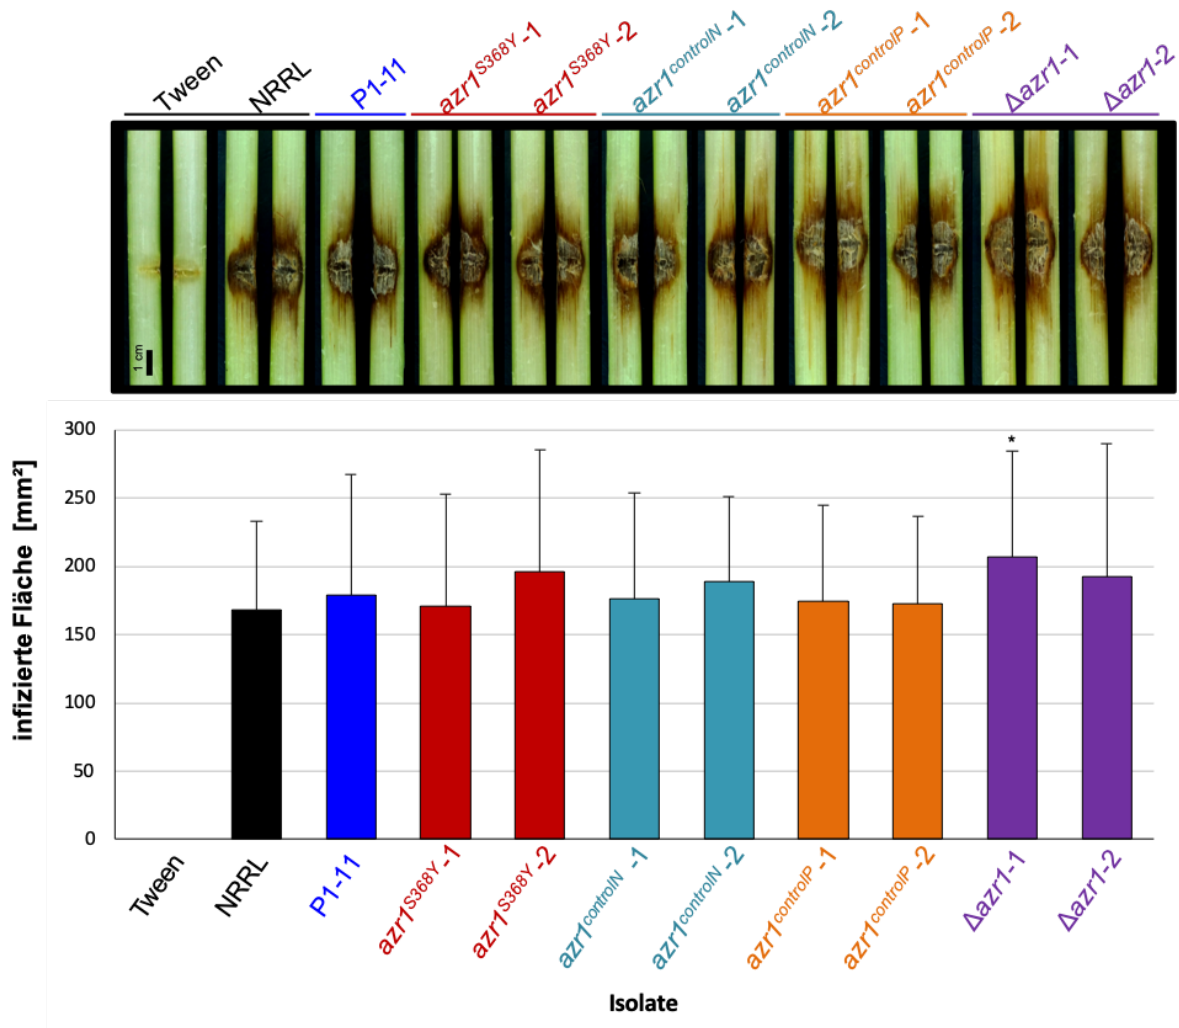 Tween NRRL P1-11 azr1S368Y-1 azr1S368Y-2 azr1controlN-1 azr1controlN-2 azr1controlP-1 azr1controlP-2 Δazr1-1 Δazr1-2
1 cm
infizierte Fläche [mm²]
300
250
200
150
100
50
0
Tween NRRL P1-11 azr1S368Y-1 azr1S368Y-2 azr1controlN-1 azr1controlN-2 azr1controlP-1 azr1controlP-2 Δazr1-1 Δazr1-2
*
Isolate